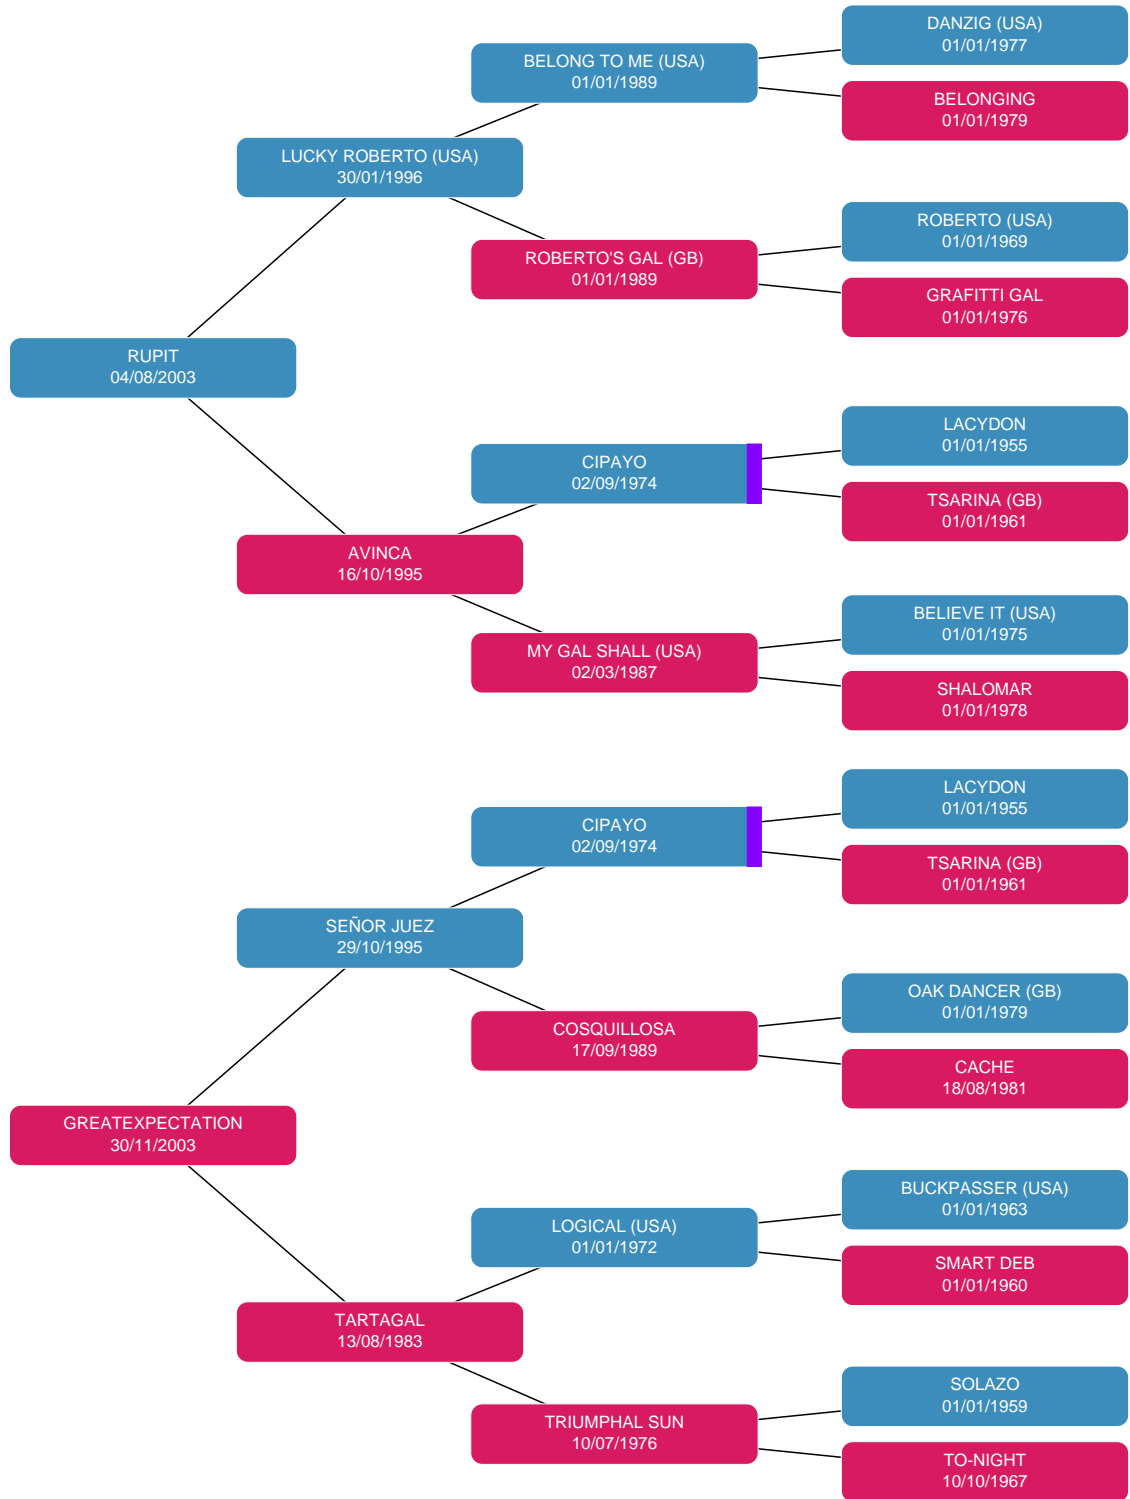 DANZIG (USA)
01/01/1977
BELONG TO ME (USA)
01/01/1989
BELONGING
01/01/1979
LUCKY ROBERTO (USA)
30/01/1996
ROBERTO (USA)
01/01/1969
ROBERTO'S GAL (GB)
01/01/1989
GRAFITTI GAL
01/01/1976
RUPIT
04/08/2003
LACYDON
01/01/1955
CIPAYO
02/09/1974
TSARINA (GB)
01/01/1961
AVINCA
16/10/1995
BELIEVE IT (USA)
01/01/1975
MY GAL SHALL (USA)
02/03/1987
SHALOMAR
01/01/1978
LACYDON
01/01/1955
CIPAYO
02/09/1974
TSARINA (GB)
01/01/1961
SEÑOR JUEZ
29/10/1995
OAK DANCER (GB)
01/01/1979
COSQUILLOSA
17/09/1989
CACHE
18/08/1981
GREATEXPECTATION
30/11/2003
BUCKPASSER (USA)
01/01/1963
LOGICAL (USA)
01/01/1972
SMART DEB
01/01/1960
TARTAGAL
13/08/1983
SOLAZO
01/01/1959
TRIUMPHAL SUN
10/07/1976
TO-NIGHT
10/10/1967